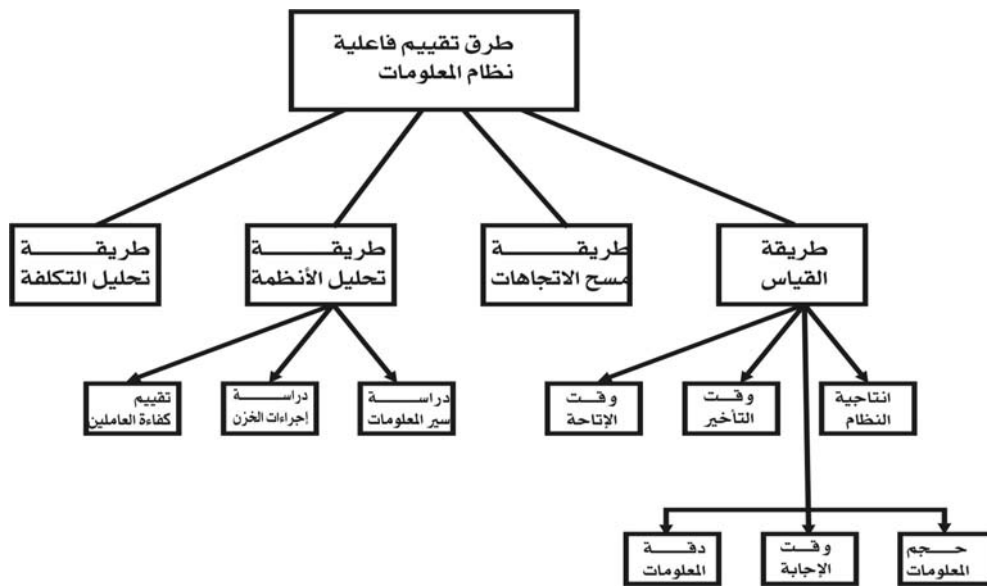 طرق تقييم فاعلية
نظام المعلومات
طريقة
القياس
طريقة
مسح الاتجاهات
طريقة
تحليل الأنظمة
طريقة
تحليل التكلفة
انتاجية
النظام
وقت
التأخير
وقت
الإتاحة
دراسة
سير المعلومات
دراسة
إجراءات الخزن
تقييم
كفاءة العاملين
حجم
المعلومات
وقت
الإجابة
دقة
المعلومات